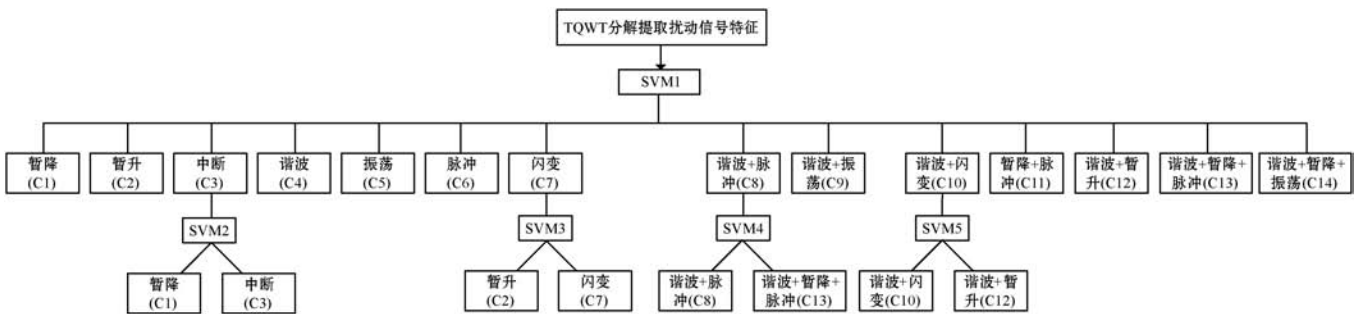 TQWT分解提取扰动信号特征
SVM1
暂降
(C1)
暂升
(C2)
中断
(C3)
谐波
(C4)
振荡
(C5)
脉冲
(C6)
闪变
(C7)
谐波+脉
冲(C8)
谐波+振
荡(C9)
谐波+闪
变(C10)
暂降+脉
冲(C11)
谐波+暂
升(C12)
谐波+暂降+
脉冲(C13)
谐波+暂降+
振荡(C14)
SVM2
SVM3
SVM4
SVM5
暂降
(C1)
中断
(C3)
暂升
(C2)
闪变
(C7)
谐波+脉
冲(C8)
谐波+暂降+
脉冲(C13)
谐波+闪
变(C10)
谐波+暂
升(C12)